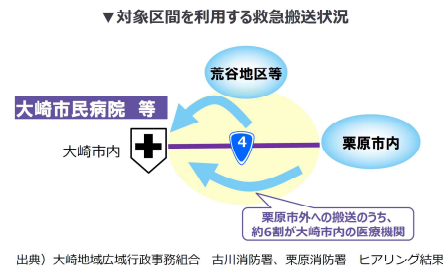 ▼対象区間を利用する救急搬送状況
荒谷地区等
大崎市民病院 等
大崎市内
4
栗原市内
栗原市外への搬送のうち、
約6割が大崎市内の医療機関
出典）大崎地域広域行政事務組合　古川消防署、栗原消防署　ヒアリング結果